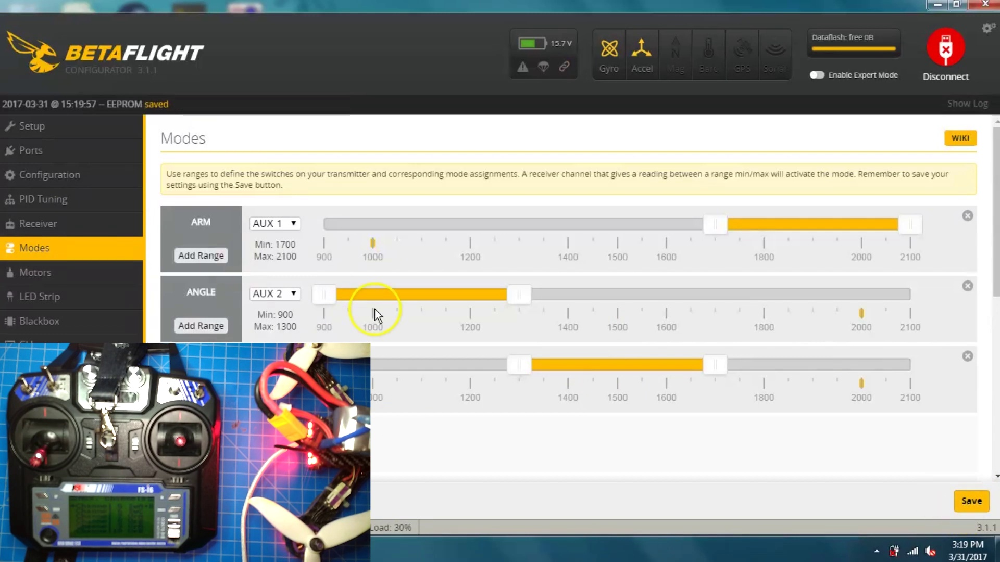 BETAFLIGHT
CONFIGURATOR 3.1.1
15.7 V
Gyro Accel Mag Baro GPS Sonar
Dataflash: free 0B
Enable Expert Mode
Disconnect
2017-03-31 @ 15:19:57 -- EEPROM saved
Show Log
Setup
Ports
Configuration
PID Tuning
Receiver
Modes
Motors
LED Strip
Blackbox
Modes
WIKI
Use ranges to define the switches on your transmitter and corresponding mode assignments. A receiver channel that gives a reading between a range min/max will activate the mode. Remember to save your
settings using the Save button.
ARM
Add Range
AUX 1
Min: 1700
Max: 2100
900 1000 1200 1400 1500 1600 1800 2000 2100
ANGLE
Add Range
AUX 2
Min: 900
Max: 1300
900 1000 1200 1400 1500 1600 1800 2000 2100
000 1200 1400 1500 1600 1800 2000 2100
FS-i6
Save
Load: 30%
3.1.1
3:19 PM
3/31/2017